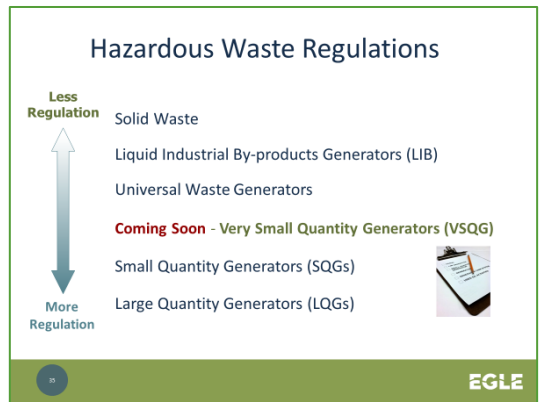 Hazardous Waste Regulations
Less
Regulation
Solid Waste
Liquid Industrial By-products Generators (LIB)
Universal Waste Generators
Coming Soon - Very Small Quantity Generators (VSQG)
Small Quantity Generators (SQGs)
Large Quantity Generators (LQGs)
More
Regulation
35
EGLE